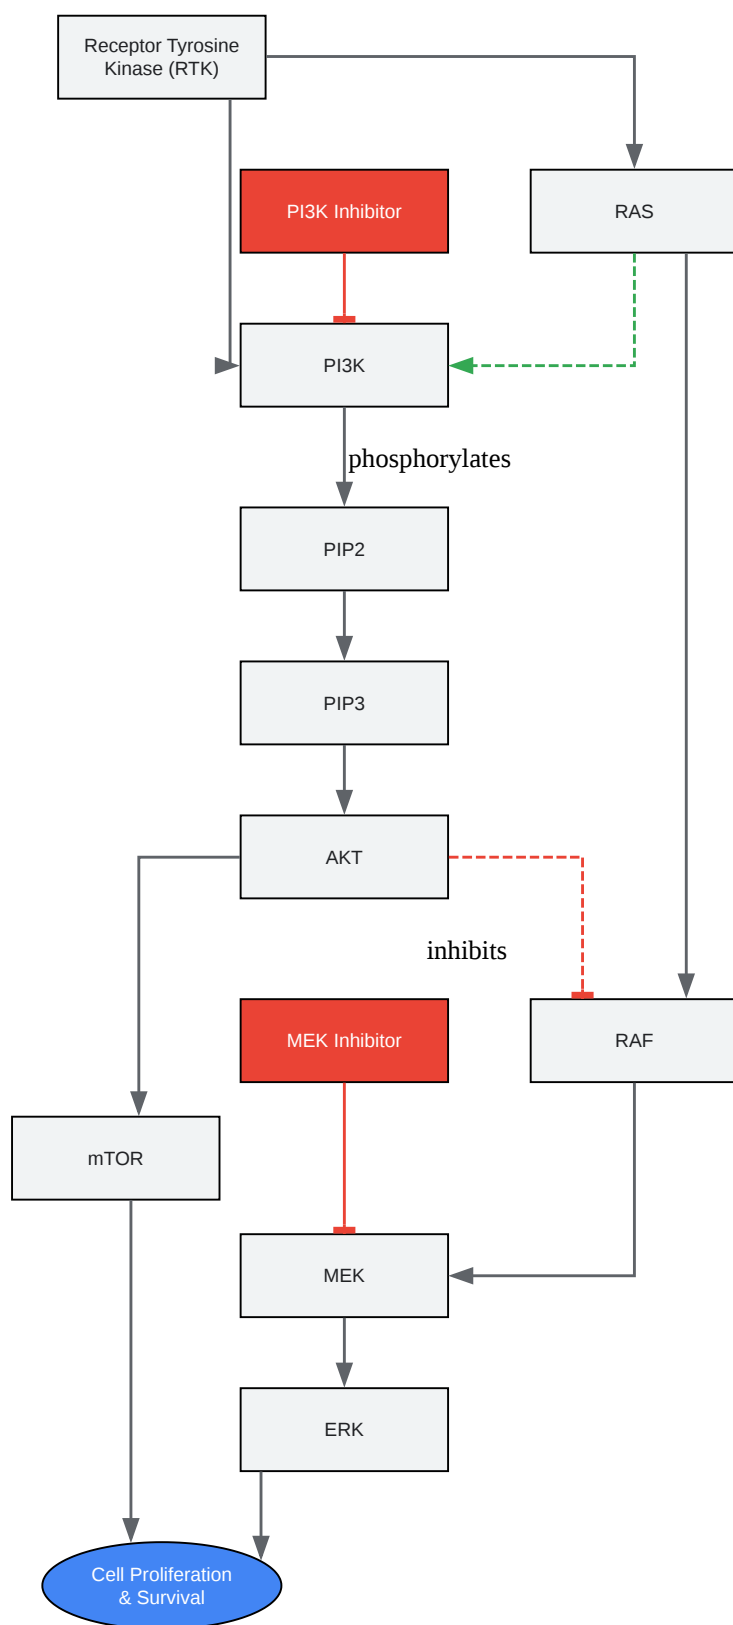 Receptor Tyrosine
Kinase (RTK)
PI3K Inhibitor
RAS
PI3K
phosphorylates
PIP2
PIP3
AKT
inhibits
MEK Inhibitor
RAF
mTOR
MEK
ERK
Cell Proliferation
& Survival